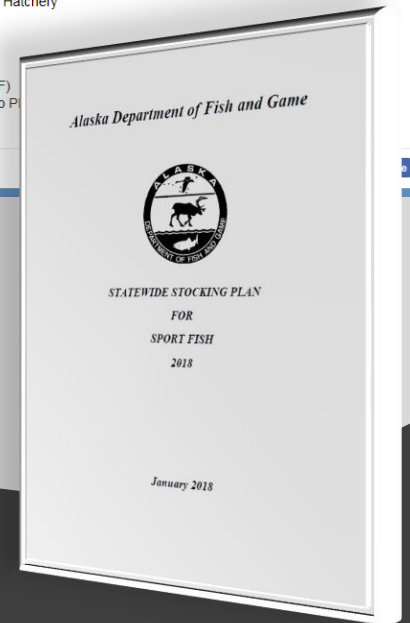 Hatchery
F)
Alaska Department of Fish and Game
ALASKA
DEPARTMENT OF FISH AND GAME
STATEWIDE STOCKING PLAN
FOR
SPORT FISH
2018
January 2018